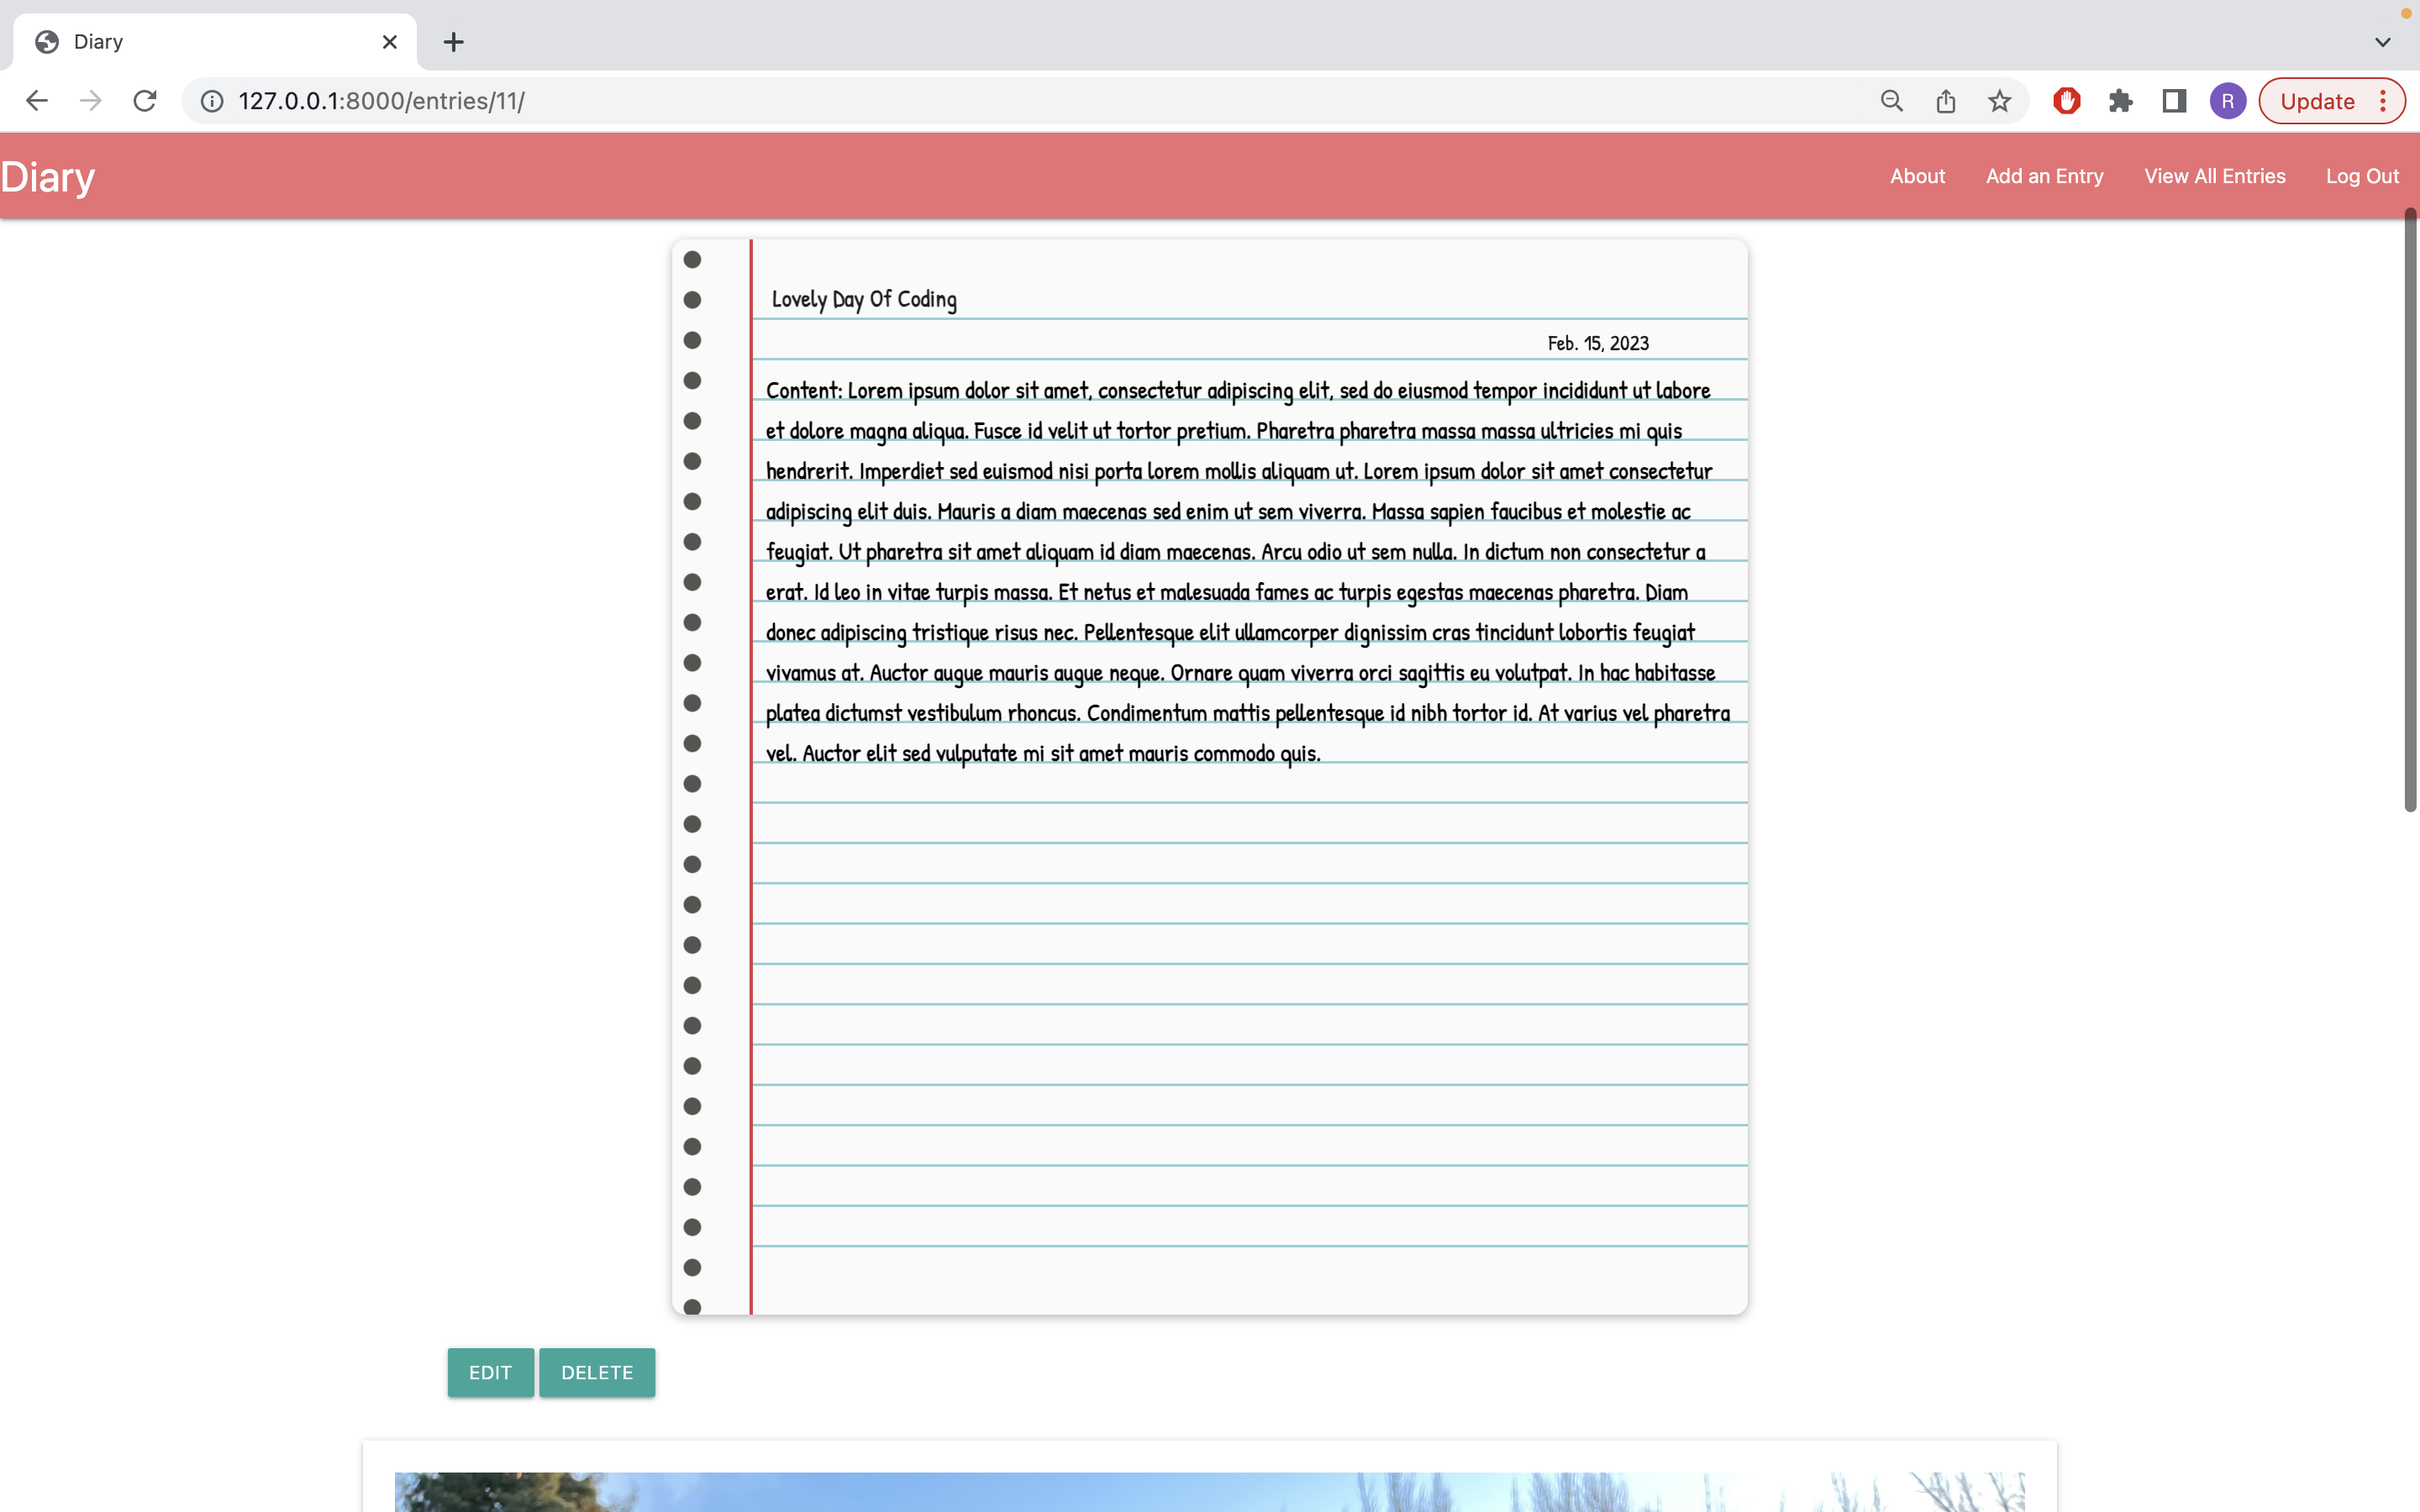 Diary
127.0.0.1:8000/entries/11/
R
Update
Diary
About Add an Entry View All Entries Log Out
Lovely Day Of Coding
Feb. 15, 2023
Content: Lorem ipsum dolor sit amet, consectetur adipiscing elit, sed do eiusmod tempor incididunt ut labore
et dolore magna aliqua. Fusce id velit ut tortor pretium. Pharetra pharetra massa massa ultricies mi quis
hendrerit. Imperdiet sed euismod nisi porta lorem mollis aliquam ut. Lorem ipsum dolor sit amet consectetur
adipiscing elit duis. Mauris a diam maecenas sed enim ut sem viverra. Massa sapien faucibus et molestie ac
feugiat. Ut pharetra sit amet aliquam id diam maecenas. Arcu odio ut sem nulla. In dictum non consectetur a
erat. Id leo in vitae turpis massa. Et netus et malesuada fames ac turpis egestas maecenas pharetra. Diam
donec adipiscing tristique risus nec. Pellentesque elit ullamcorper dignissim cras tincidunt lobortis feugiat
vivamus at. Auctor augue mauris augue neque. Ornare quam viverra orci sagittis eu volutpat. In hac habitasse
platea dictumst vestibulum rhoncus. Condimentum mattis pellentesque id nibh tortor id. At varius vel pharetra
vel. Auctor elit sed vulputate mi sit amet mauris commodo quis.
EDIT DELETE